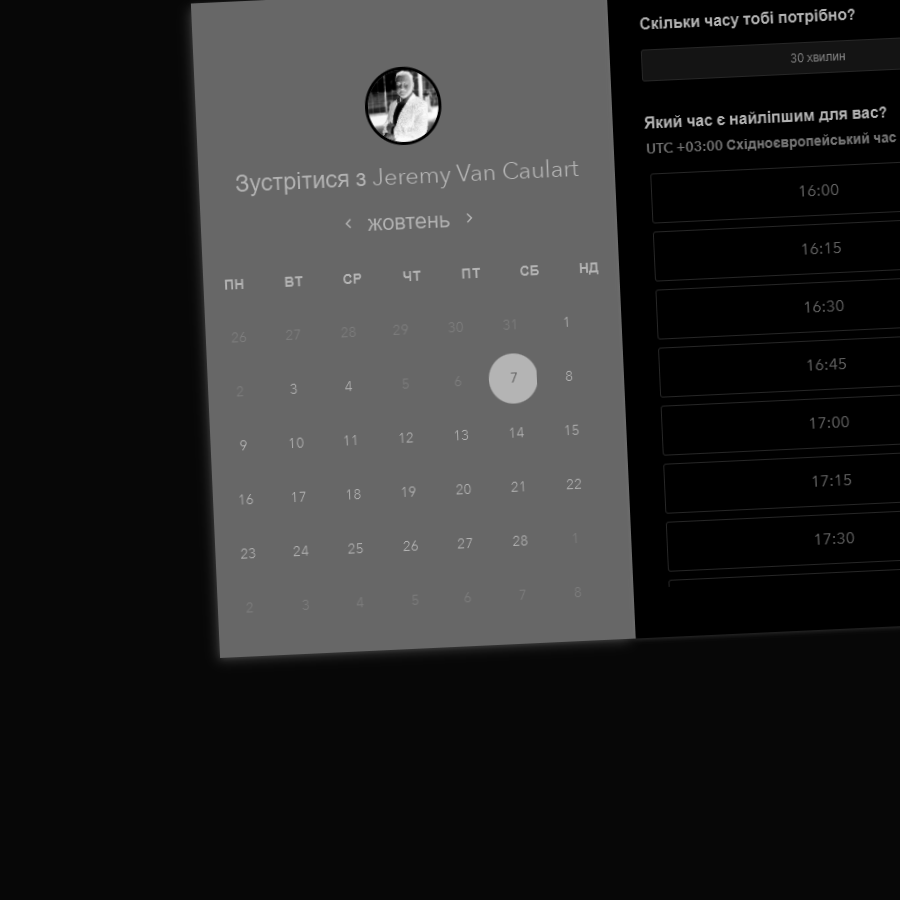 Зустрітися з Jeremy Van Caulart
‹ жовтень ›
ПН ВТ СР ЧТ ПТ СБ НД
26 27 28 29 30 31 1
2 3 4 5 6 7 8
9 10 11 12 13 14 15
16 17 18 19 20 21 22
23 24 25 26 27 28 1
2 3 4 5 6 7 8
Скільки часу тобі потрібно?
30 хвилин
Який час є найліпшим для вас?
UTC +03:00 Східноєвропейський час
16:00
16:15
16:30
16:45
17:00
17:15
17:30